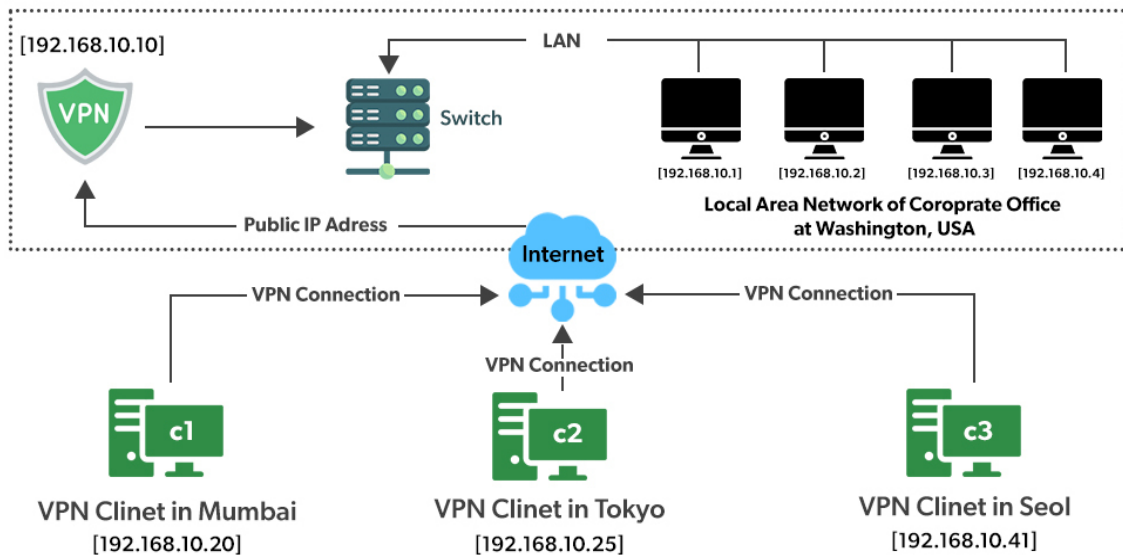 [192.168.10.10]
LAN
VPN
Switch
[192.168.10.1]
[192.168.10.2]
[192.168.10.3]
[192.168.10.4]
Local Area Network of Coroprate Office
at Washington, USA
Public IP Adress
Internet
VPN Connection
VPN Connection
VPN Connection
c1
c2
c3
VPN Clinet in Mumbai
[192.168.10.20]
VPN Clinet in Tokyo
[192.168.10.25]
VPN Clinet in Seol
[192.168.10.41]